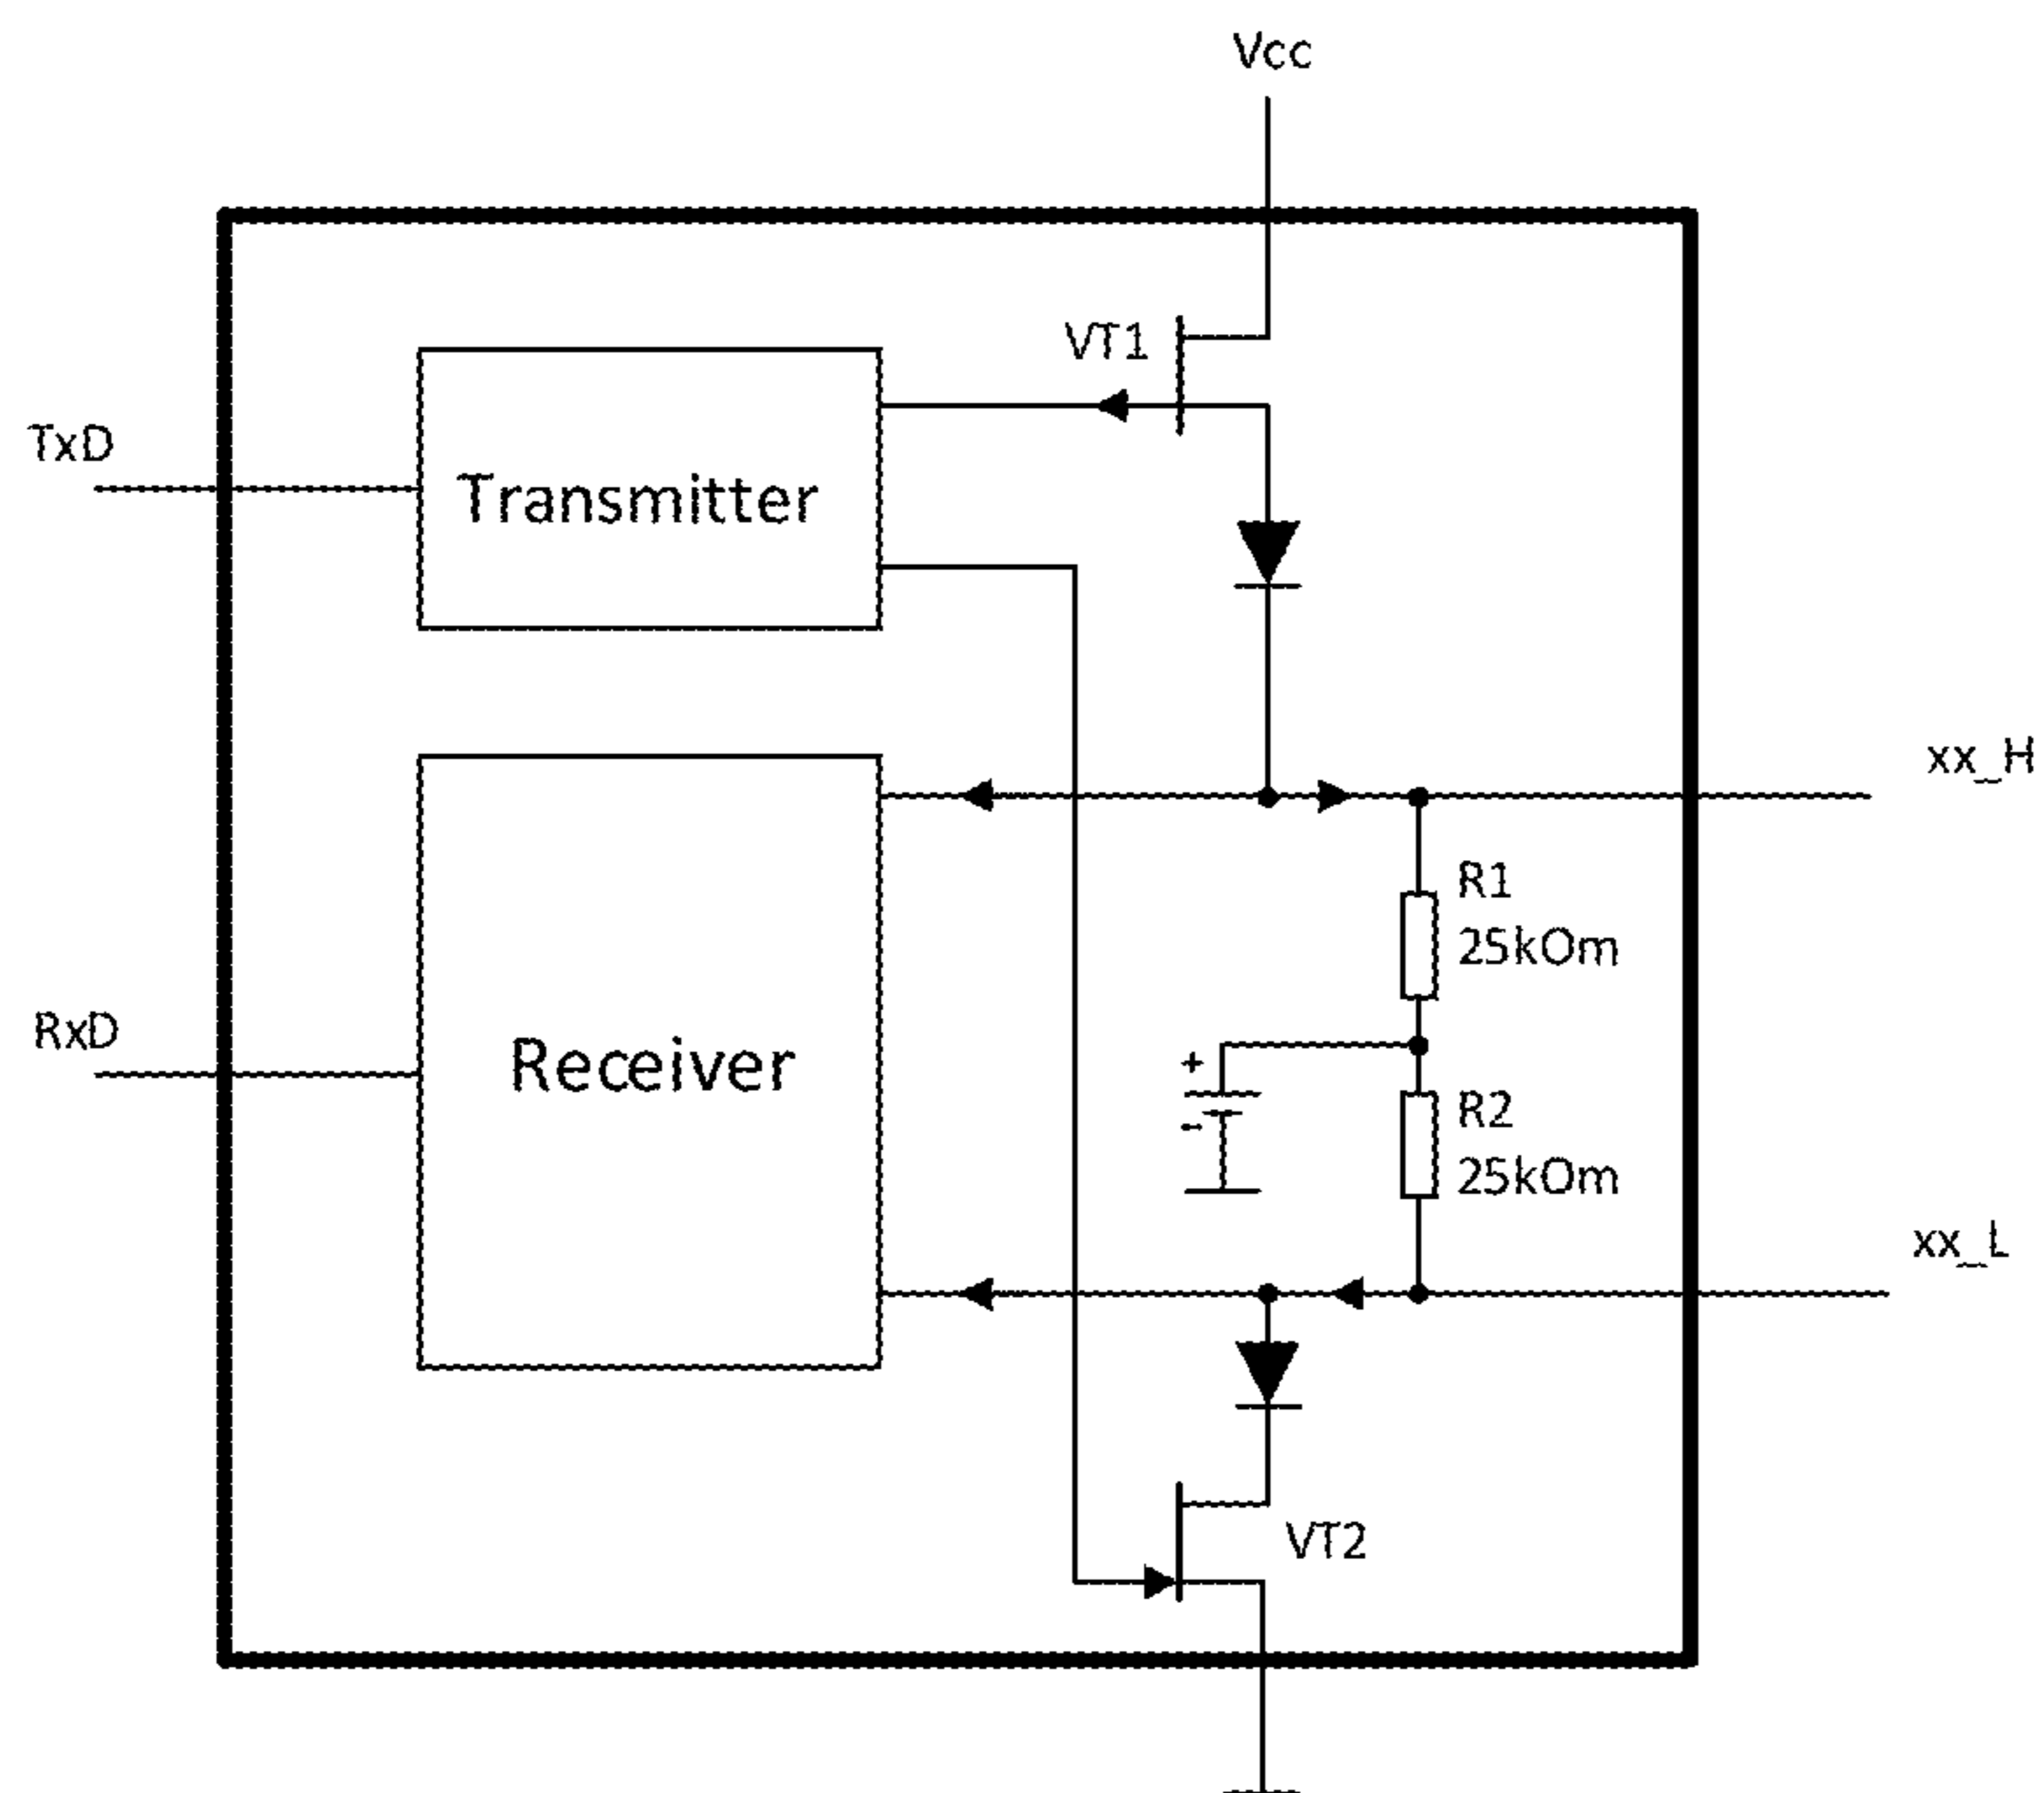 Vcc
VT1
TxD
Transmitter
xx_H
R1
25kOm
RxD
Receiver
+
-
R2
25kOm
xx_L
VT2